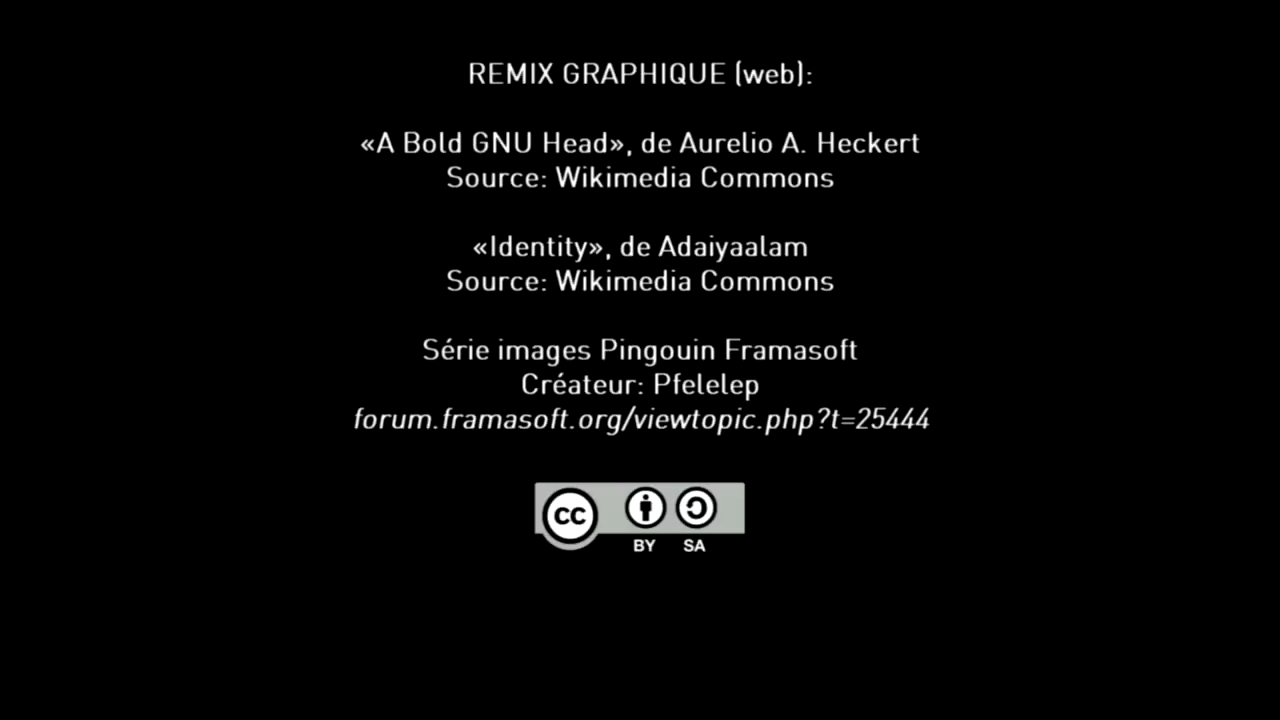 REMIX GRAPHIQUE (web):
«A Bold GNU Head», de Aurelio A. Heckert
Source: Wikimedia Commons
«Identity», de Adaiyaalam
Source: Wikimedia Commons
Série images Pingouin Framasoft
Créateur: Pfelelep
forum.framasoft.org/viewtopic.php?t=25444
cc
BY SA